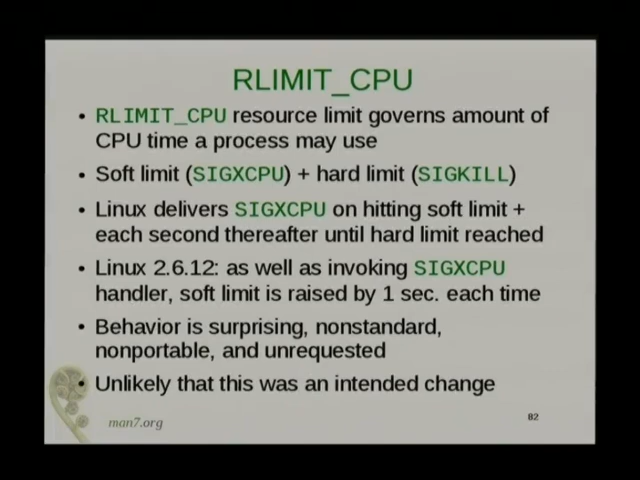 RLIMIT_CPU
• RLIMIT_CPU resource limit governs amount of
CPU time a process may use
• Soft limit (SIGXCPU) + hard limit (SIGKILL)
• Linux delivers SIGXCPU on hitting soft limit +
each second thereafter until hard limit reached
• Linux 2.6.12: as well as invoking SIGXCPU
handler, soft limit is raised by 1 sec. each time
• Behavior is surprising, nonstandard,
nonportable, and unrequested
• Unlikely that this was an intended change
man7.org
82